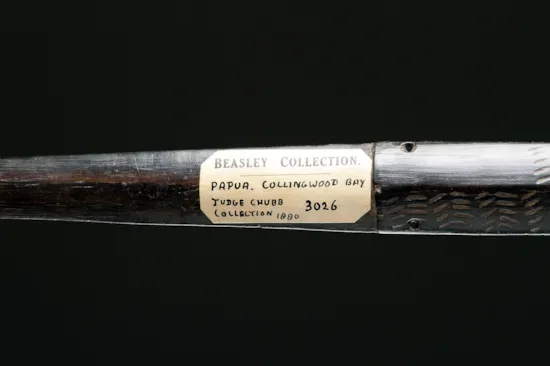 BEASLEY COLLECTION.
PAPUA. COLLINGWOOD BAY
JUDGE CHUBB
COLLECTION 1880 3026